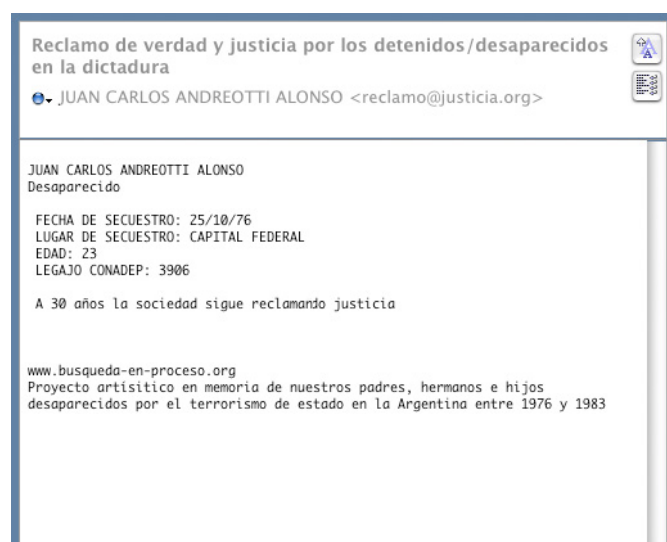 Reclamo de verdad y justicia por los detenidos/desaparecidos
en la dictadura
JUAN CARLOS ANDREOTTI ALONSO <reclamo@justicia.org>
JUAN CARLOS ANDREOTTI ALONSO
Desaparecido
FECHA DE SECUESTRO: 25/10/76
LUGAR DE SECUESTRO: CAPITAL FEDERAL
EDAD: 23
LEGAJO CONADEP: 3906
A 30 años la sociedad sigue reclamando justicia
www.busqueda-en-proceso.org
Proyecto artisitico en memoria de nuestros padres, hermanos e hijos
desaparecidos por el terrorismo de estado en la Argentina entre 1976 y 1983